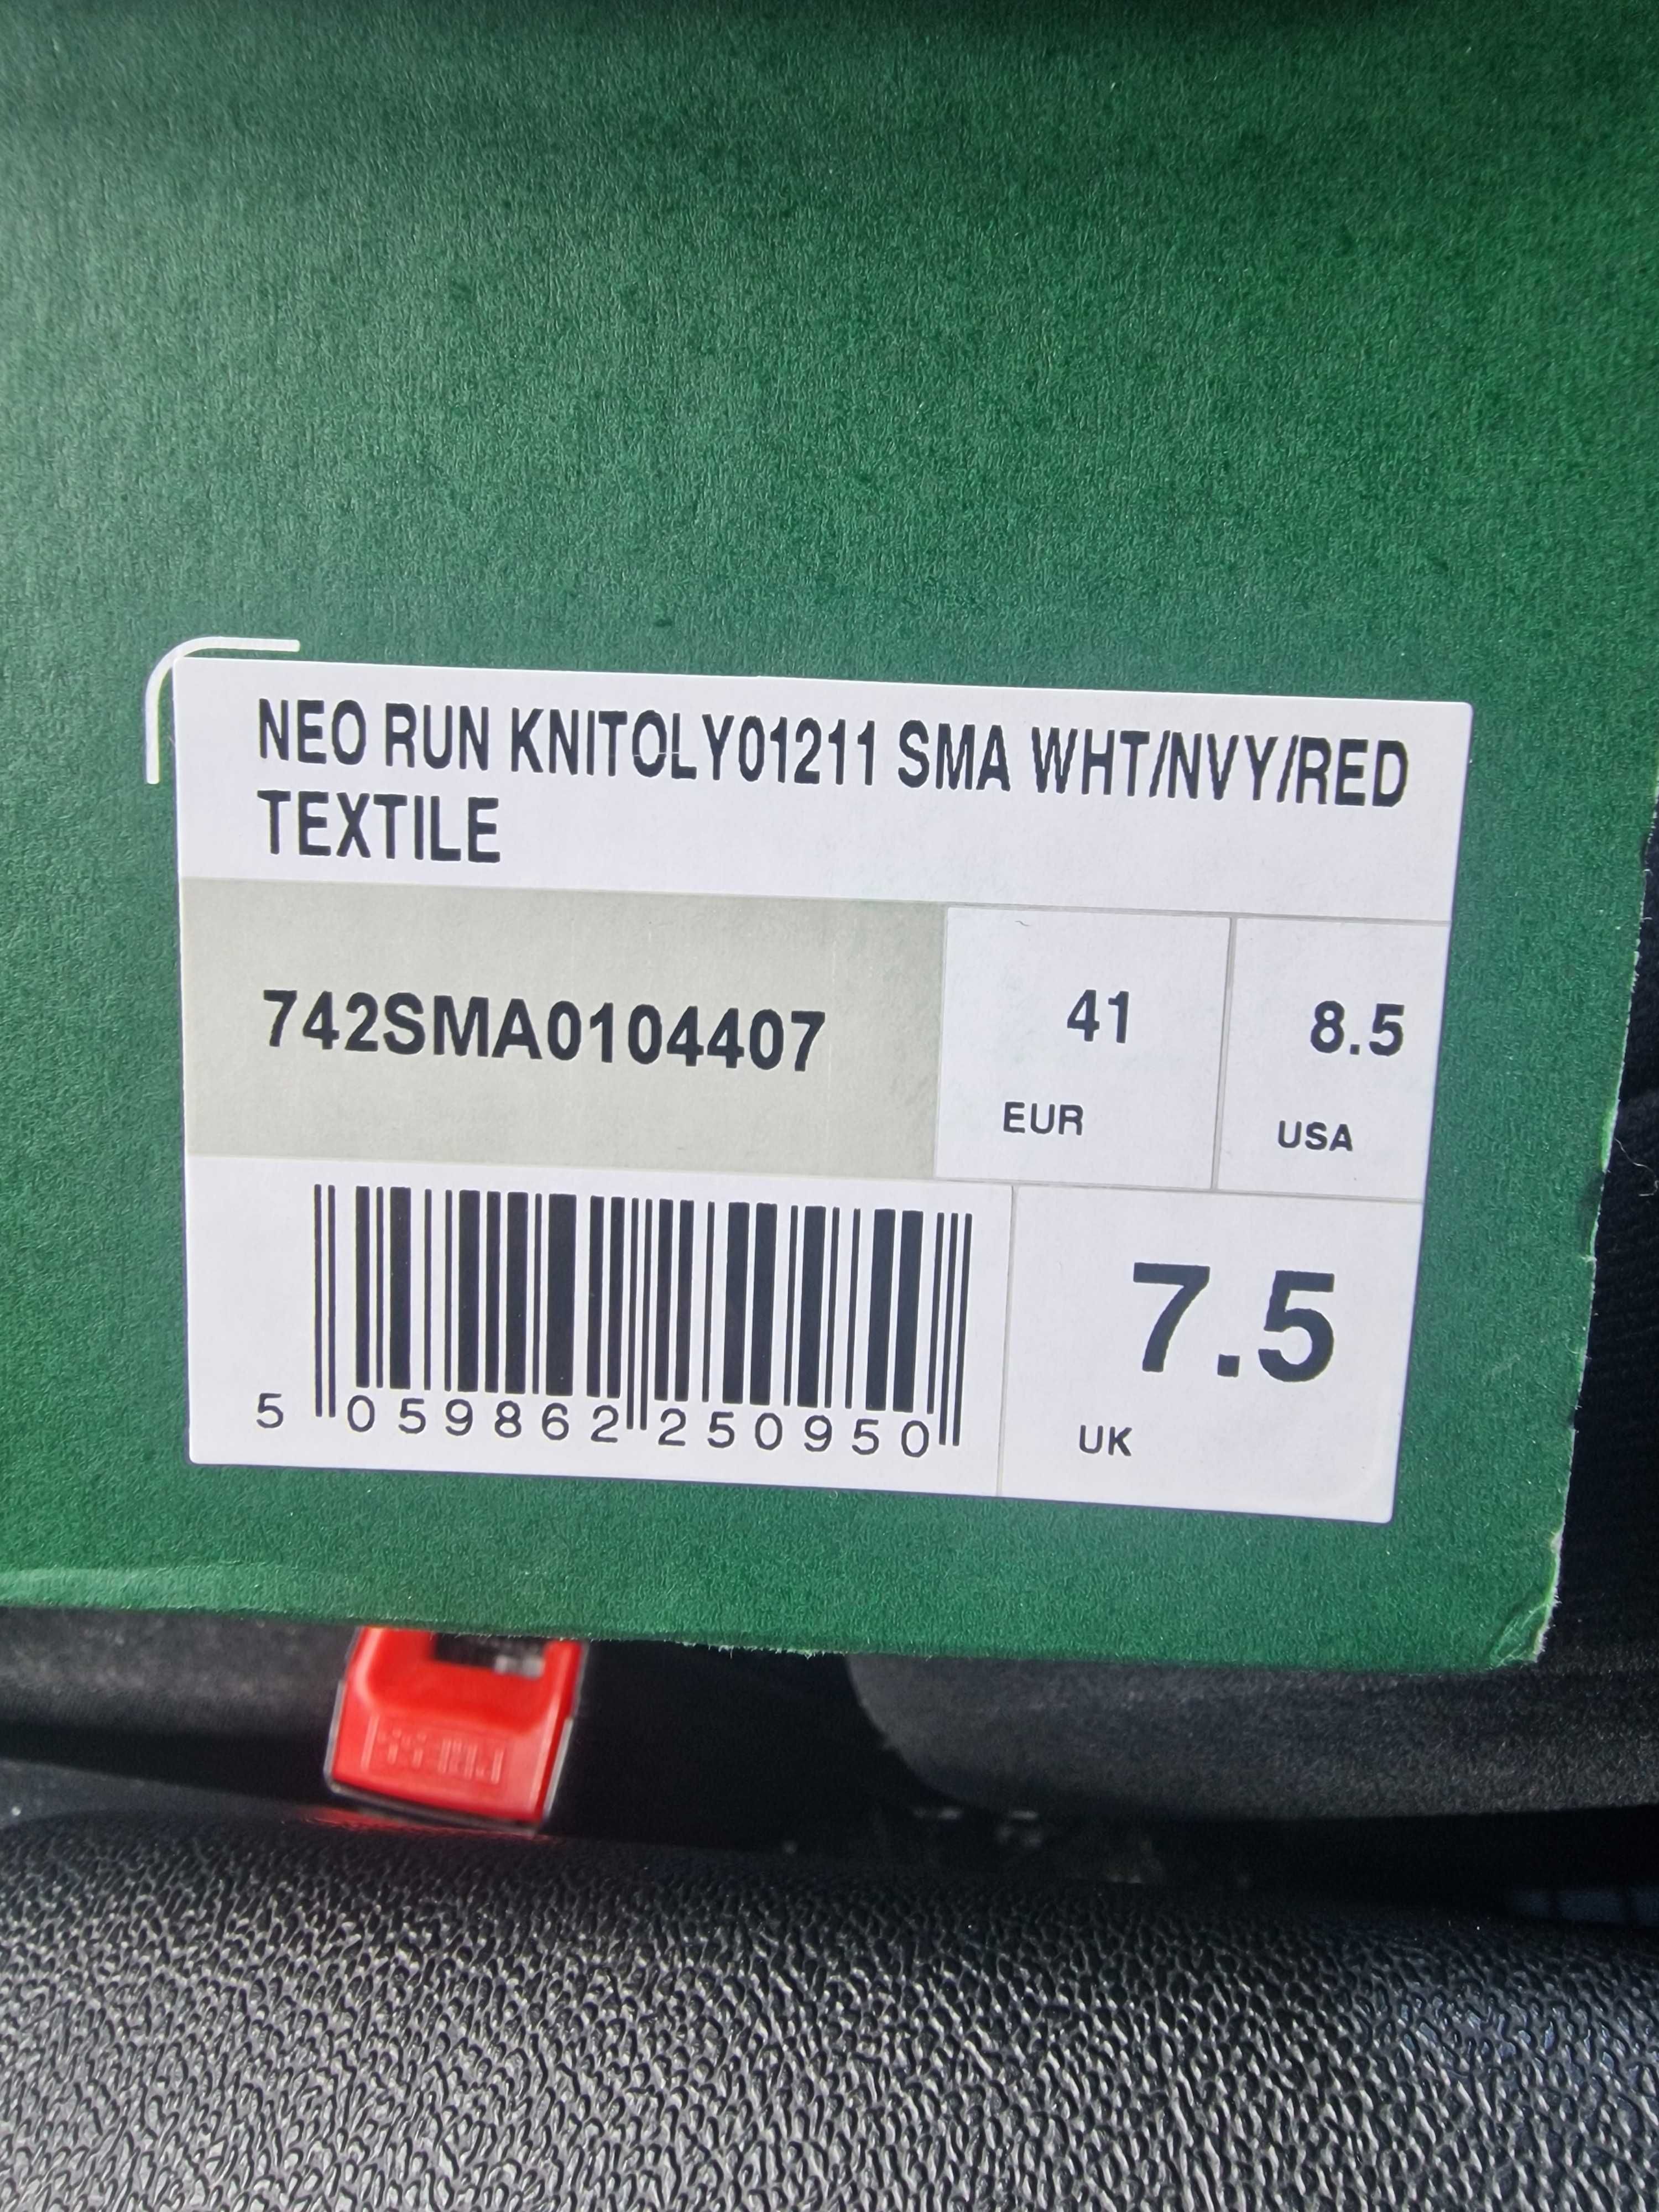 NEO RUN KNITOLY01211 SMA WHT/NVY/RED
TEXTILE
742SMA0104407
41
EUR
8.5
USA
5 059862 250950
7.5
UK
PRESS